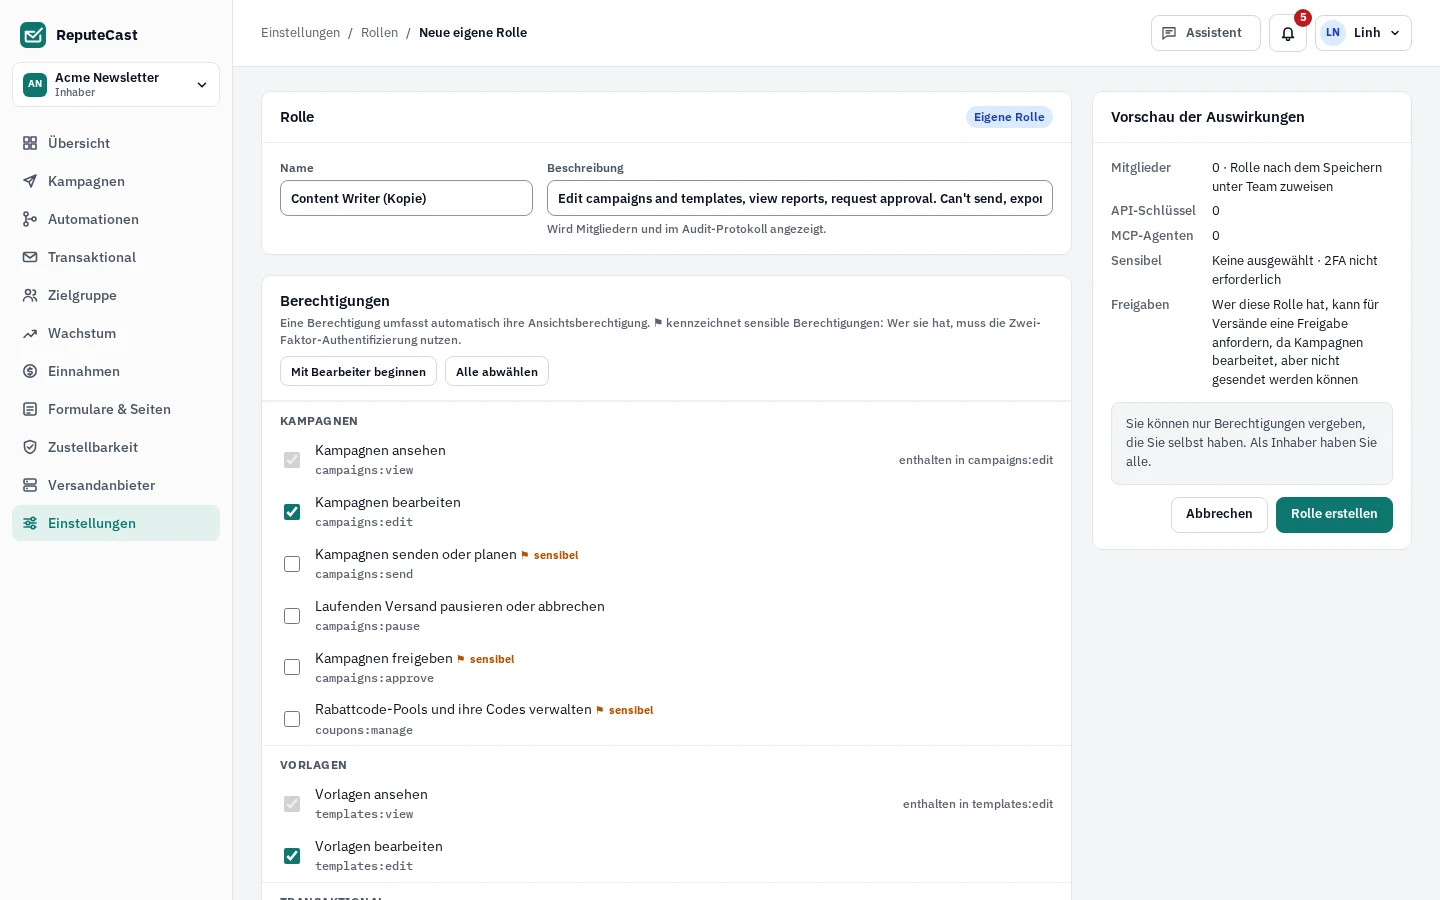 ReputeCast
AN
Acme Newsletter
Inhaber
Übersicht
Kampagnen
Automationen
Transaktional
Zielgruppe
Wachstum
Einnahmen
Formulare & Seiten
Zustellbarkeit
Versandanbieter
Einstellungen
Einstellungen / Rollen / Neue eigene Rolle
Assistent
5
LN
Linh
Rolle
Eigene Rolle
Name
Content Writer (Kopie)
Beschreibung
Edit campaigns and templates, view reports, request approval. Can't send, expor
Wird Mitgliedern und im Audit-Protokoll angezeigt.
Berechtigungen
Eine Berechtigung umfasst automatisch ihre Ansichtsberechtigung. ⚑ kennzeichnet sensible Berechtigungen: Wer sie hat, muss die Zwei-
Faktor-Authentifizierung nutzen.
Mit Bearbeiter beginnen
Alle abwählen
KAMPAGNEN
Kampagnen ansehen
campaigns:view
enthalten in campaigns:edit
Kampagnen bearbeiten
campaigns:edit
Kampagnen senden oder planen ⚑ sensibel
campaigns:send
Laufenden Versand pausieren oder abbrechen
campaigns:pause
Kampagnen freigeben ⚑ sensibel
campaigns:approve
Rabattcode-Pools und ihre Codes verwalten ⚑ sensibel
coupons:manage
VORLAGEN
Vorlagen ansehen
templates:view
enthalten in templates:edit
Vorlagen bearbeiten
templates:edit
TRANSAKTIONAL
Vorschau der Auswirkungen
Mitglieder
0 · Rolle nach dem Speichern
unter Team zuweisen
API-Schlüssel
0
MCP-Agenten
0
Sensibel
Keine ausgewählt · 2FA nicht
erforderlich
Freigaben
Wer diese Rolle hat, kann für
Versände eine Freigabe
anfordern, da Kampagnen
bearbeitet, aber nicht
gesendet werden können
Sie können nur Berechtigungen vergeben,
die Sie selbst haben. Als Inhaber haben Sie
alle.
Abbrechen
Rolle erstellen